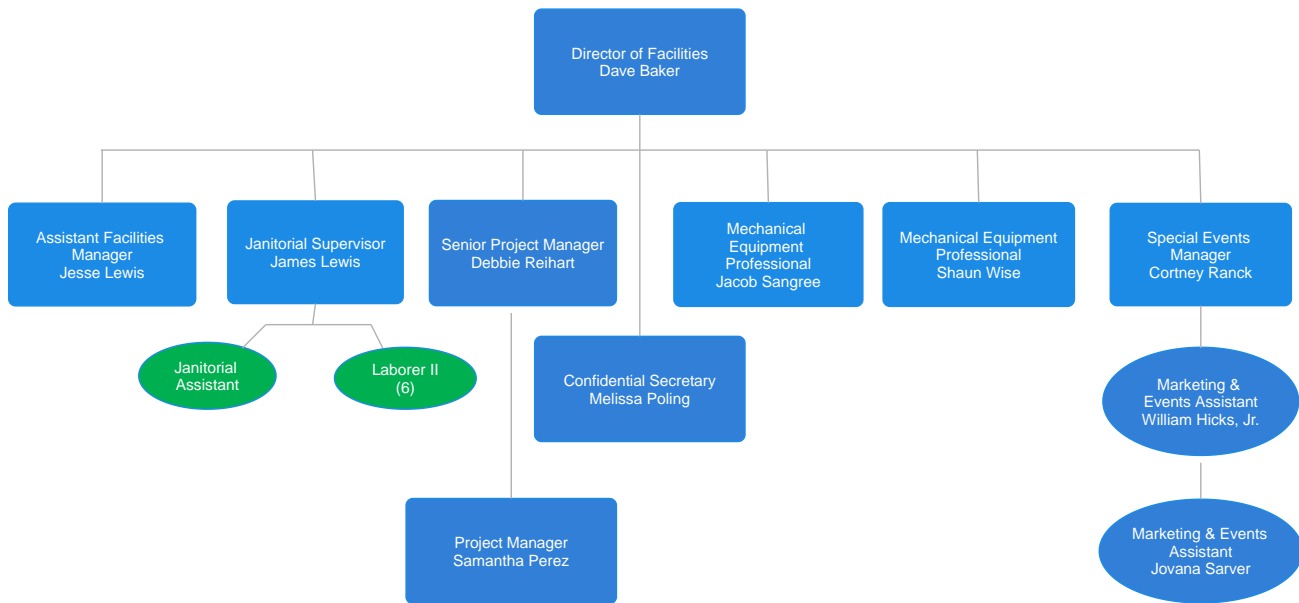 Director of Facilities
Dave Baker
Assistant Facilities
Manager
Jesse Lewis
Janitorial Supervisor
James Lewis
Senior Project Manager
Debbie Reihart
Mechanical
Equipment
Professional
Jacob Sangree
Mechanical Equipment
Professional
Shaun Wise
Special Events
Manager
Cortney Ranck
Janitorial
Assistant
Laborer II
(6)
Confidential Secretary
Melissa Poling
Marketing &
Events Assistant
William Hicks, Jr.
Project Manager
Samantha Perez
Marketing & Events
Assistant
Jovana Sarver